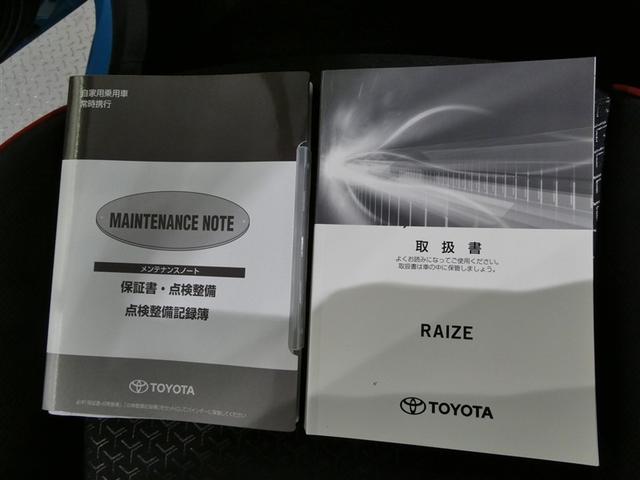 自家用乗用車
常時携行
MAINTENANCE NOTE
メンテナンスノート
保証書・点検整備
点検整備記録簿
TOYOTA
取扱書
よくお読みになってご使用ください。
取扱書は車の中に保管しましょう。
RAIZE
TOYOTA